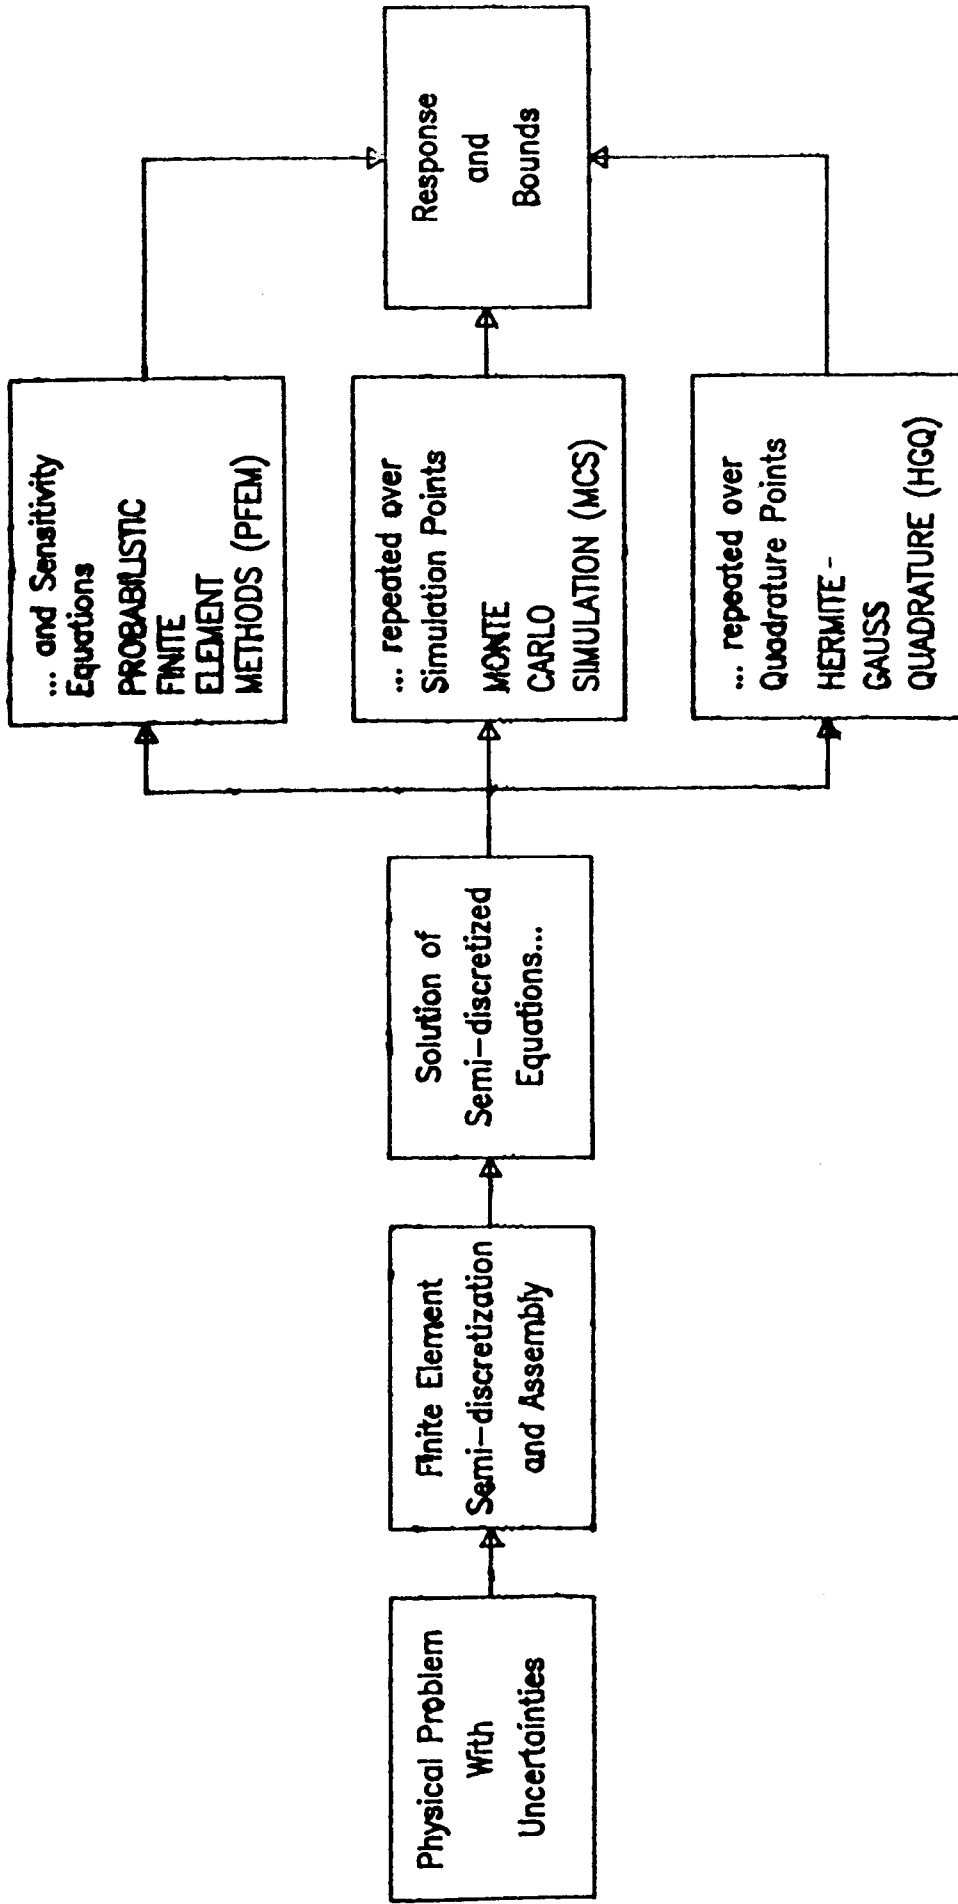 Physical Problem
With
Uncertainties
Finite Element
Semi-discretization
and Assembly
Solution of
Semi-discretized
Equations...
... and Sensitivity
Equations
PROBABILISTIC
FINITE
ELEMENT
METHODS (PFEM)
... repeated over
Simulation Points
MONTE
CARLO
SIMULATION (MCS)
... repeated over
Quadrature Points
HERMITE-
GAUSS
QUADRATURE (HGQ)
Response
and
Bounds